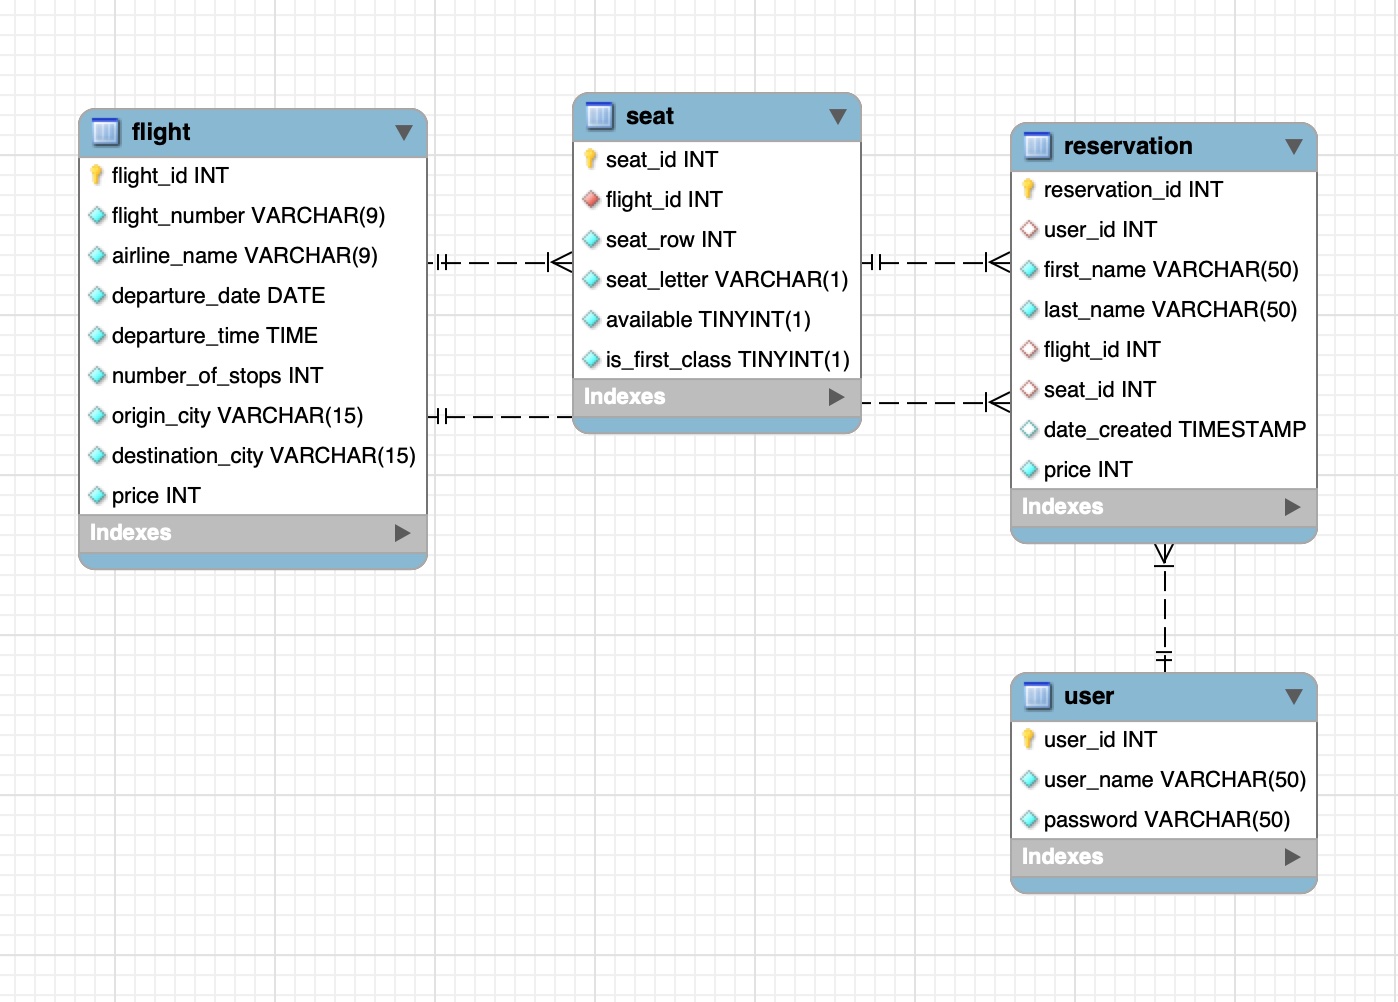 flight
flight_id INT
flight_number VARCHAR(9)
airline_name VARCHAR(9)
departure_date DATE
departure_time TIME
number_of_stops INT
origin_city VARCHAR(15)
destination_city VARCHAR(15)
price INT
Indexes
seat
seat_id INT
flight_id INT
seat_row INT
seat_letter VARCHAR(1)
available TINYINT(1)
is_first_class TINYINT(1)
Indexes
reservation
reservation_id INT
user_id INT
first_name VARCHAR(50)
last_name VARCHAR(50)
flight_id INT
seat_id INT
date_created TIMESTAMP
price INT
Indexes
user
user_id INT
user_name VARCHAR(50)
password VARCHAR(50)
Indexes